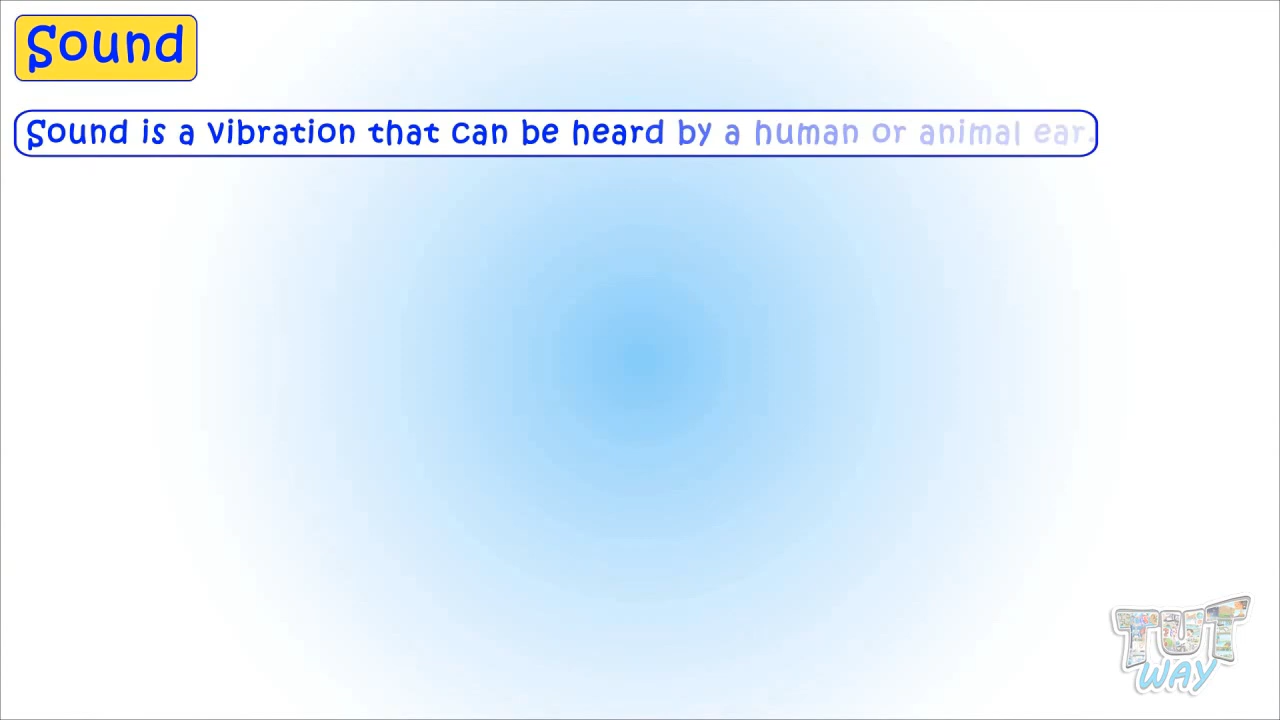 Sound
Sound is a vibration that can be heard by a human or animal ear.
TUT
WAY